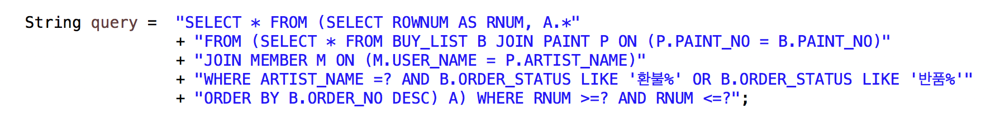 String query =  "SELECT * FROM (SELECT ROWNUM AS RNUM, A.*"
+ "FROM (SELECT * FROM BUY_LIST B JOIN PAINT P ON (P.PAINT_NO = B.PAINT_NO)"
+ "JOIN MEMBER M ON (M.USER_NAME = P.ARTIST_NAME)"
+ "WHERE ARTIST_NAME =? AND B.ORDER_STATUS LIKE '환불%' OR B.ORDER_STATUS LIKE '반품%'"
+ "ORDER BY B.ORDER_NO DESC) A) WHERE RNUM >=? AND RNUM <=?";